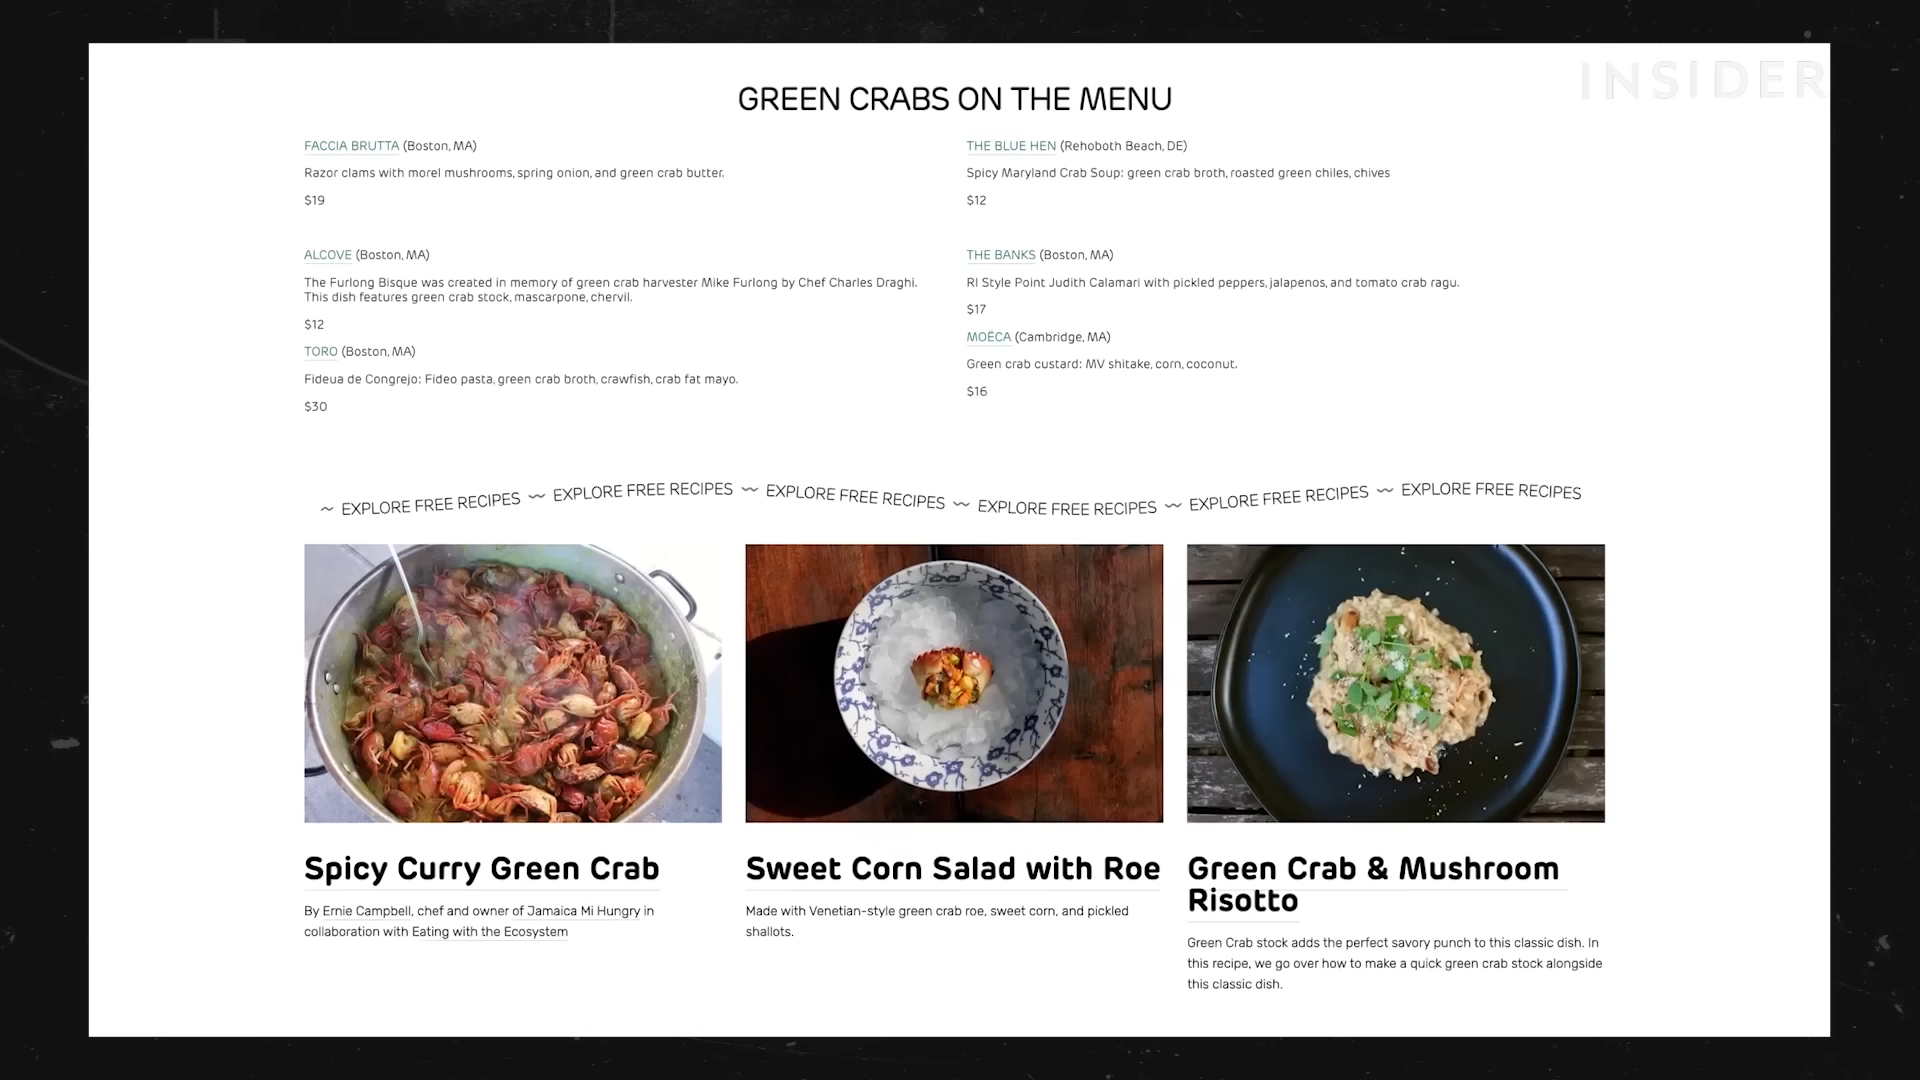 INSIDER
GREEN CRABS ON THE MENU
FACCIA BRUTTA (Boston, MA)
Razor clams with morel mushrooms, spring onion, and green crab butter.
$19
ALCOVE (Boston, MA)
The Furlong Bisque was created in memory of green crab harvester Mike Furlong by Chef Charles Draghi.
This dish features green crab stock, mascarpone, chervil.
$12
TORO (Boston, MA)
Fideua de Congrejo: Fideo pasta, green crab broth, crawfish, crab fat mayo.
$30
THE BLUE HEN (Rehoboth Beach, DE)
Spicy Maryland Crab Soup: green crab broth, roasted green chiles, chives
$12
THE BANKS (Boston, MA)
RI Style Point Judith Calamari with pickled peppers, jalapenos, and tomato crab ragu.
$17
MOËCA (Cambridge, MA)
Green crab custard: MV shitake, corn, coconut.
$16
~ EXPLORE FREE RECIPES ~ EXPLORE FREE RECIPES ~ EXPLORE FREE RECIPES ~ EXPLORE FREE RECIPES ~ EXPLORE FREE RECIPES ~ EXPLORE FREE RECIPES
Spicy Curry Green Crab
By Ernie Campbell, chef and owner of Jamaica Mi Hungry in
collaboration with Eating with the Ecosystem
Sweet Corn Salad with Roe
Made with Venetian-style green crab roe, sweet corn, and pickled
shallots.
Green Crab & Mushroom
Risotto
Green Crab stock adds the perfect savory punch to this classic dish. In
this recipe, we go over how to make a quick green crab stock alongside
this classic dish.